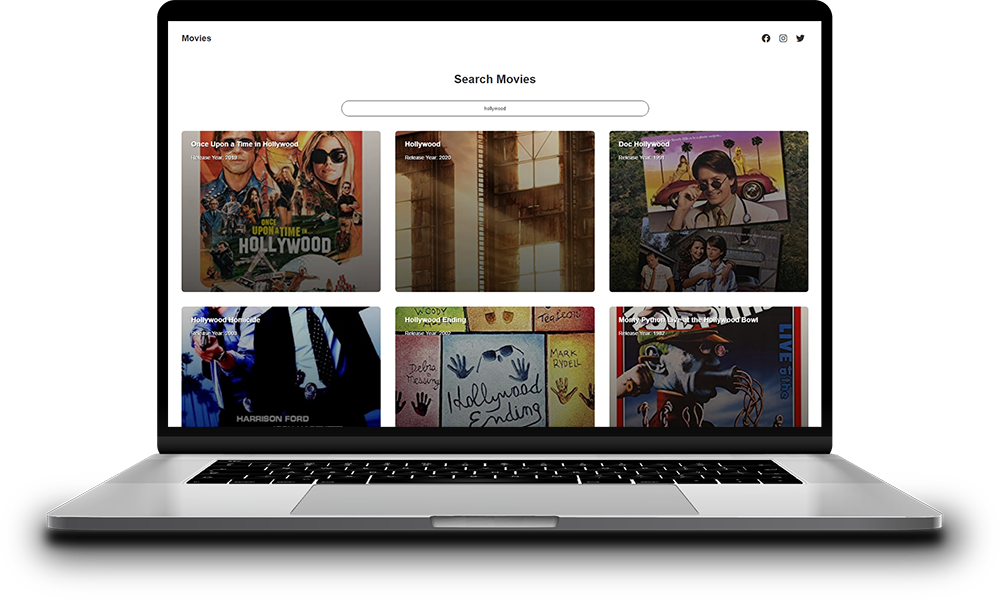 Movies
Search Movies
hollywood
Once Upon a Time in Hollywood
Release Year: 2019
Hollywood
Release Year: 2020
Doc Hollywood
Release Year: 1991
ONCE
UPON A TIME IN
HOLLYWOOD
Hollywood Homicide
Release Year: 2003
Hollywood Ending
Release Year: 2002
Monty Python Live at the Hollywood Bowl
Release Year: 1982
WOODY
Téa Leoni
Debra
Messing
MARK
RYDELL
Hollywood
Ending
LIVE at the
HARRISON FORD